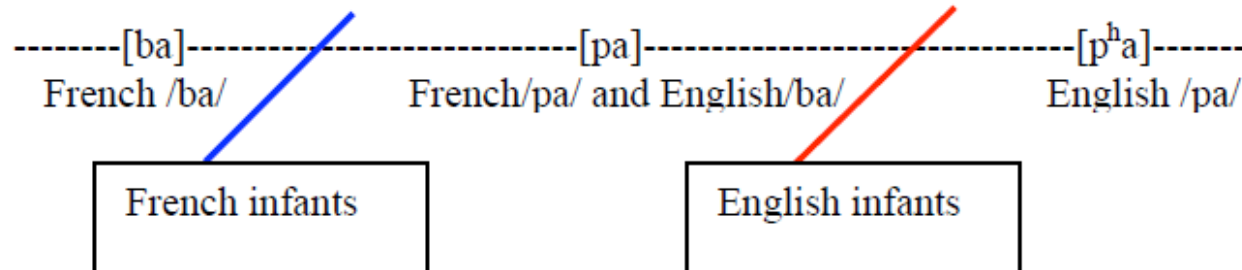 --------[ba]-----------------------------[pa]--------------------------------[pʰa]-------
French /ba/ French/pa/ and English/ba/ English /pa/
French infants English infants